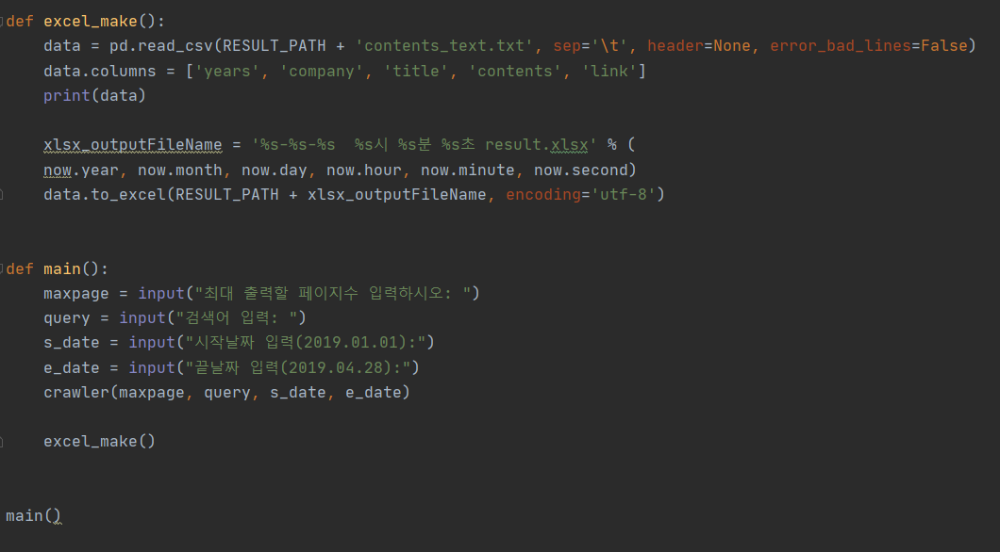 def excel_make():
    data = pd.read_csv(RESULT_PATH + 'contents_text.txt', sep='\t', header=None, error_bad_lines=False)
    data.columns = ['years', 'company', 'title', 'contents', 'link']
    print(data)
    xlsx_outputFileName = '%s-%s-%s  %s시 %s분 %s초 result.xlsx' % (
    now.year, now.month, now.day, now.hour, now.minute, now.second)
    data.to_excel(RESULT_PATH + xlsx_outputFileName, encoding='utf-8')
def main():
    maxpage = input("최대 출력할 페이지수 입력하시오: ")
    query = input("검색어 입력: ")
    s_date = input("시작날짜 입력(2019.01.01):")
    e_date = input("끝날짜 입력(2019.04.28):")
    crawler(maxpage, query, s_date, e_date)
    excel_make()
main()